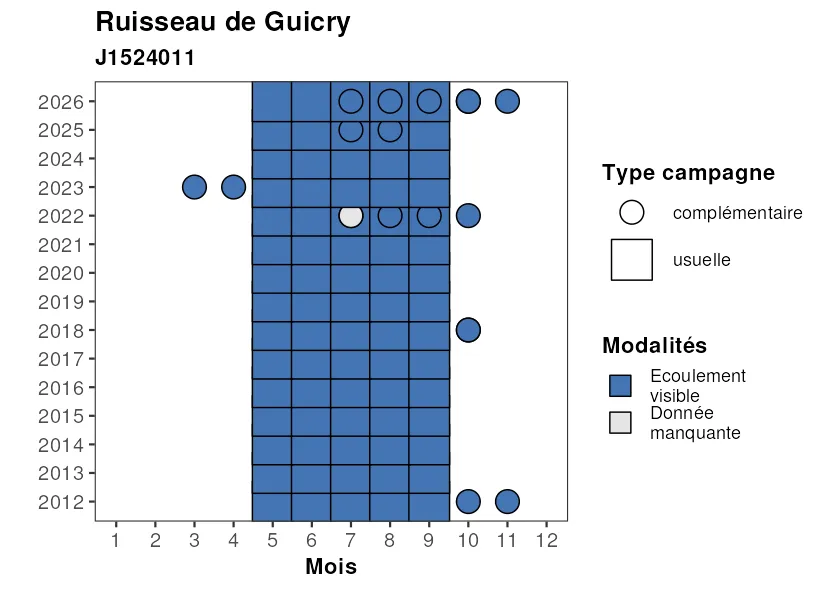 Ruisseau de Guicry
J1524011
2026
2025
2024
2023
2022
2021
2020
2019
2018
2017
2016
2015
2014
2013
2012
1 2 3 4 5 6 7 8 9 10 11 12
Mois
Type campagne
complémentaire
usuelle
Modalités
Ecoulement
visible
Donnée
manquante